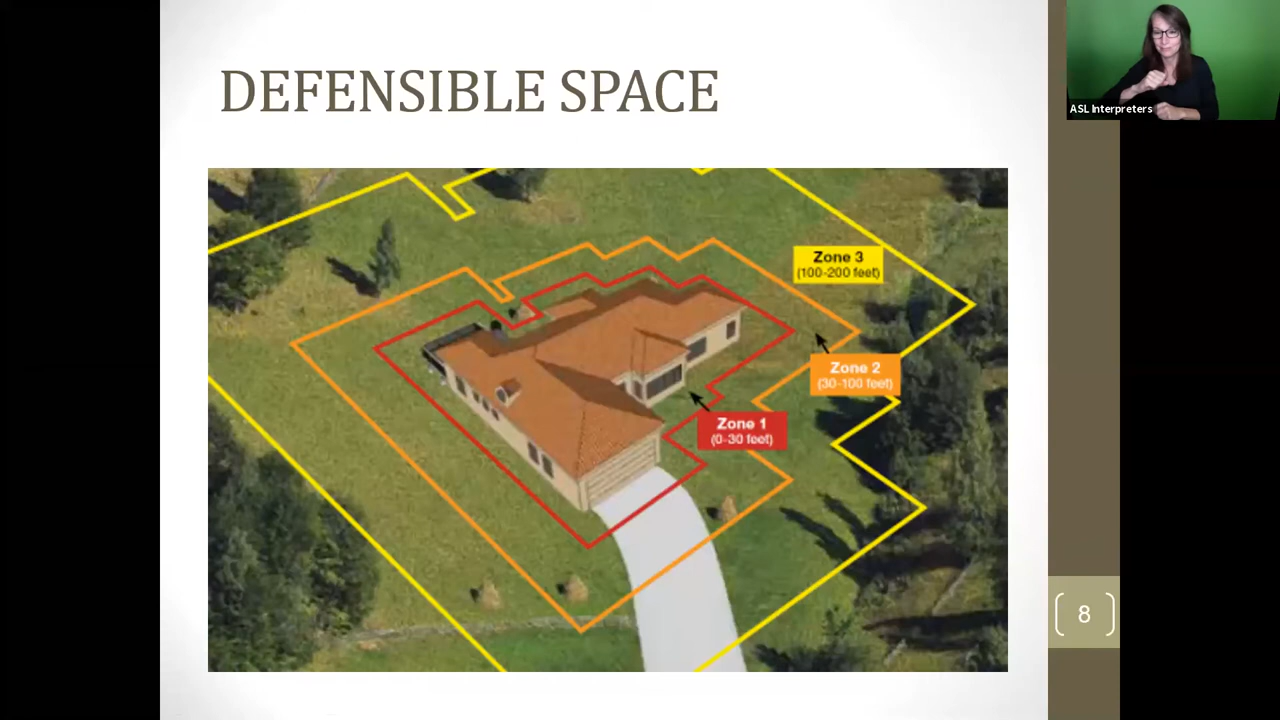 DEFENSIBLE SPACE
ASL Interpreters
Zone 3
(100-200 feet)
Zone 2
(30-100 feet)
Zone 1
(0-30 feet)
8